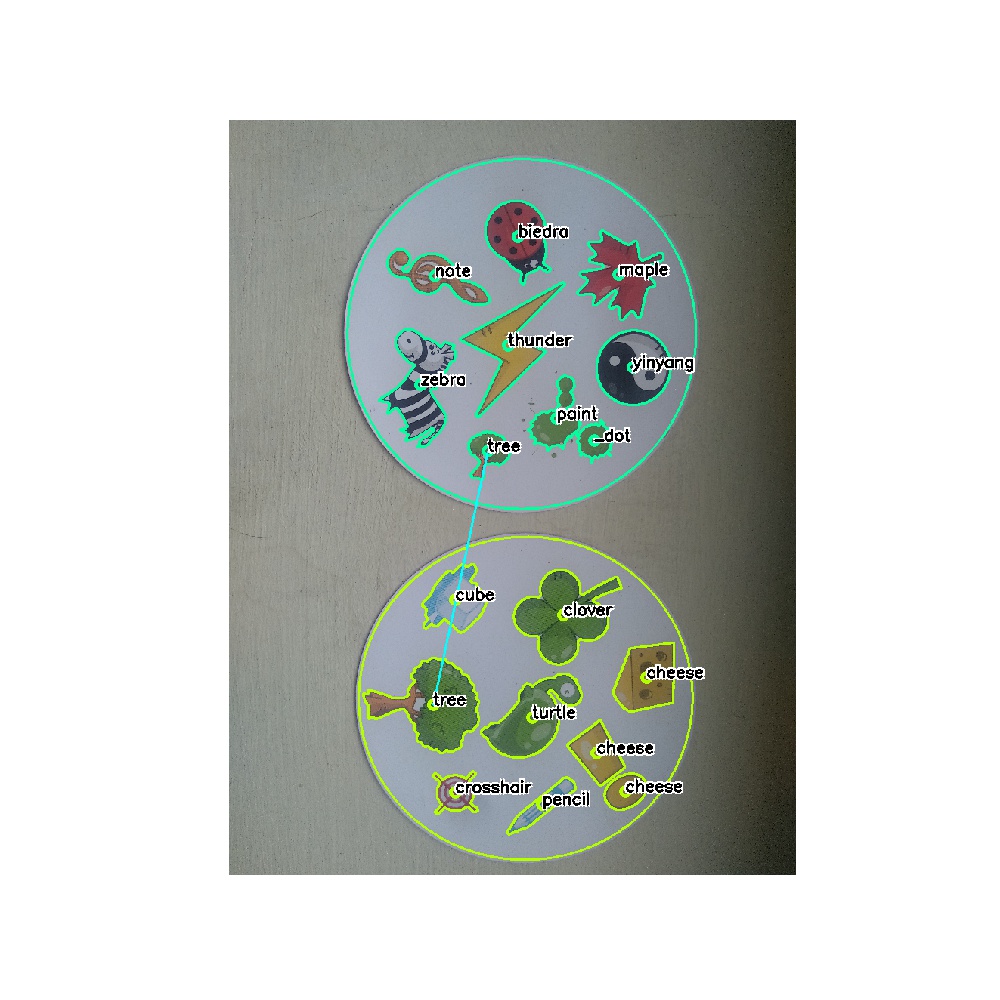 biedra
note
maple
thunder
yinyang
zebra
paint
_dot
tree
cube
clover
cheese
tree
turtle
cheese
crosshair
cheese
pencil